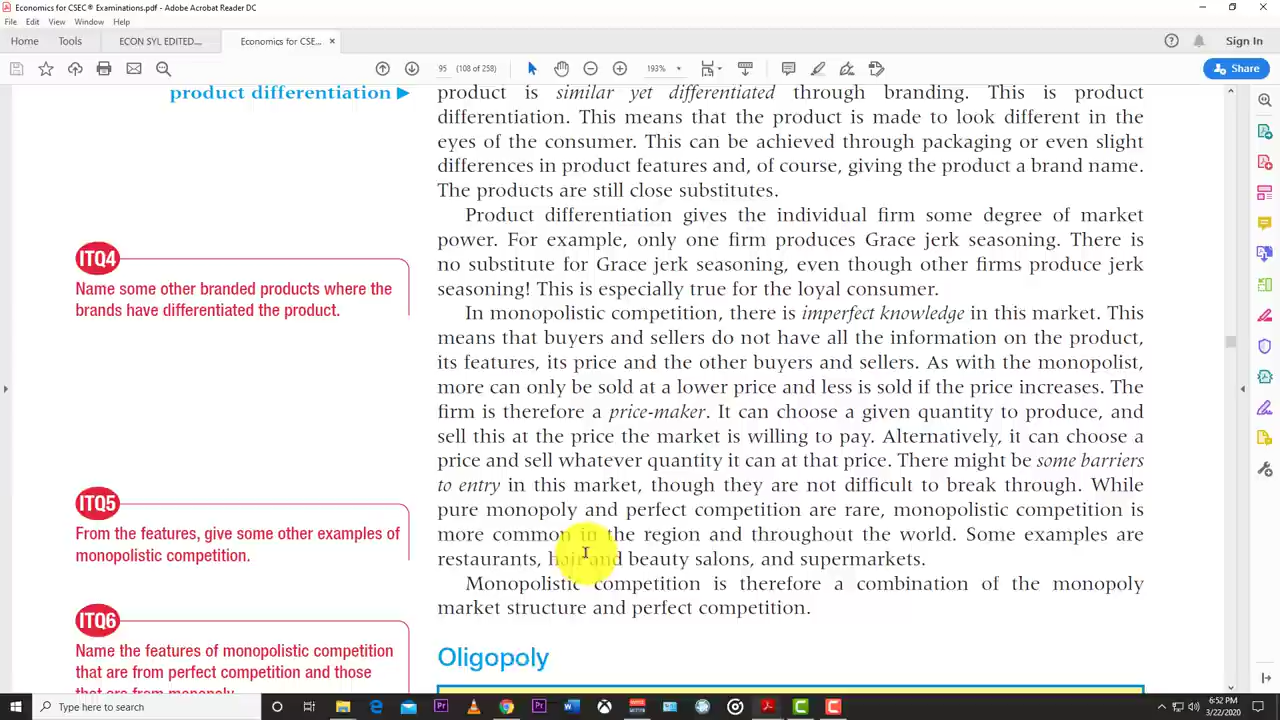 Economics for CSEC® Examinations.pdf - Adobe Acrobat Reader DC
File Edit View Window Help
Home Tools ECON SYL EDITED.... Economics for CSE... ×
Sign In
95 (108 of 258) 193%
Share
product differentiation ▶
product is similar yet differentiated through branding. This is product
differentiation. This means that the product is made to look different in the
eyes of the consumer. This can be achieved through packaging or even slight
differences in product features and, of course, giving the product a brand name.
The products are still close substitutes.
Product differentiation gives the individual firm some degree of market
power. For example, only one firm produces Grace jerk seasoning. There is
no substitute for Grace jerk seasoning, even though other firms produce jerk
seasoning! This is especially true for the loyal consumer.
ITQ4
Name some other branded products where the
brands have differentiated the product.
In monopolistic competition, there is imperfect knowledge in this market. This
means that buyers and sellers do not have all the information on the product,
its features, its price and the other buyers and sellers. As with the monopolist,
more can only be sold at a lower price and less is sold if the price increases. The
firm is therefore a price-maker. It can choose a given quantity to produce, and
sell this at the price the market is willing to pay. Alternatively, it can choose a
price and sell whatever quantity it can at that price. There might be some barriers
to entry in this market, though they are not difficult to break through. While
pure monopoly and perfect competition are rare, monopolistic competition is
more common in the region and throughout the world. Some examples are
restaurants, hair and beauty salons, and supermarkets.
ITQ5
From the features, give some other examples of
monopolistic competition.
Monopolistic competition is therefore a combination of the monopoly
market structure and perfect competition.
ITQ6
Name the features of monopolistic competition
that are from perfect competition and those
that are from monopoly.
Oligopoly
Type here to search
6:52 PM
3/22/2020